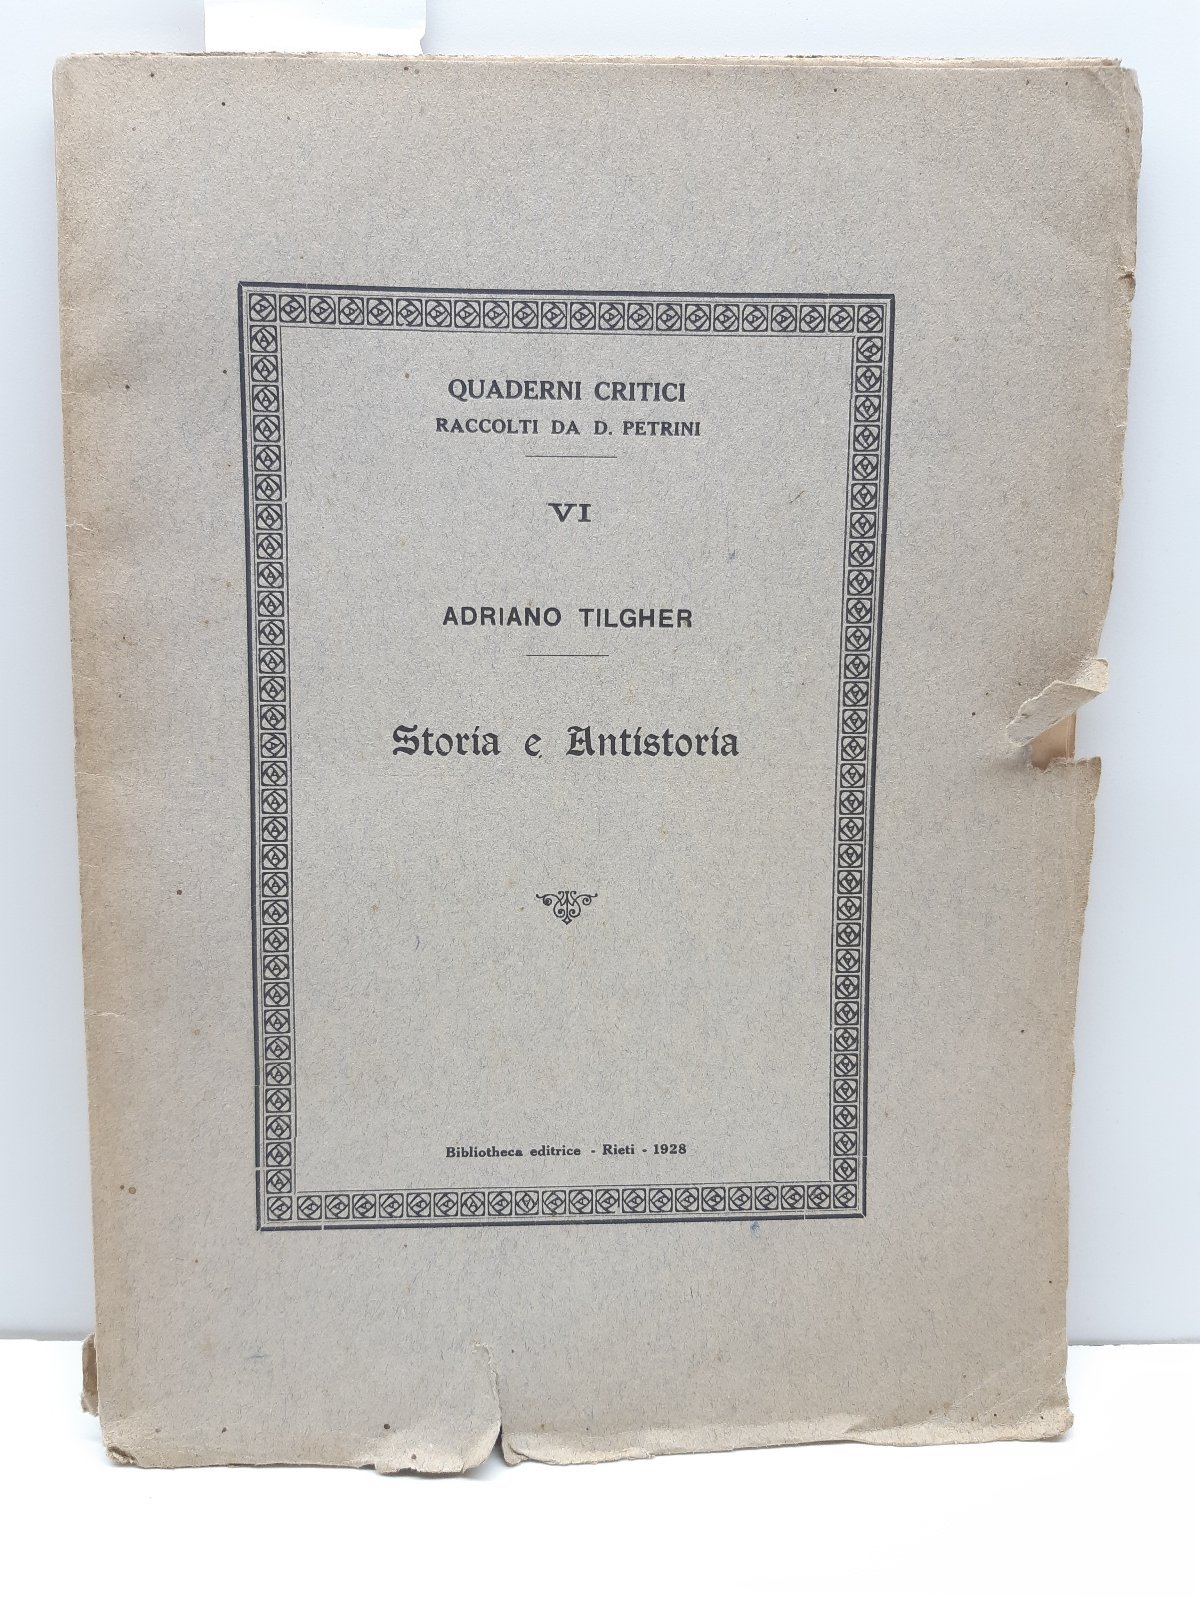 QUADERNI CRITICI
RACCOLTI DA D. PETRINI
VI
ADRIANO TILGHER
Storia e Antistoria
Bibliotheca editrice - Rieti - 1928